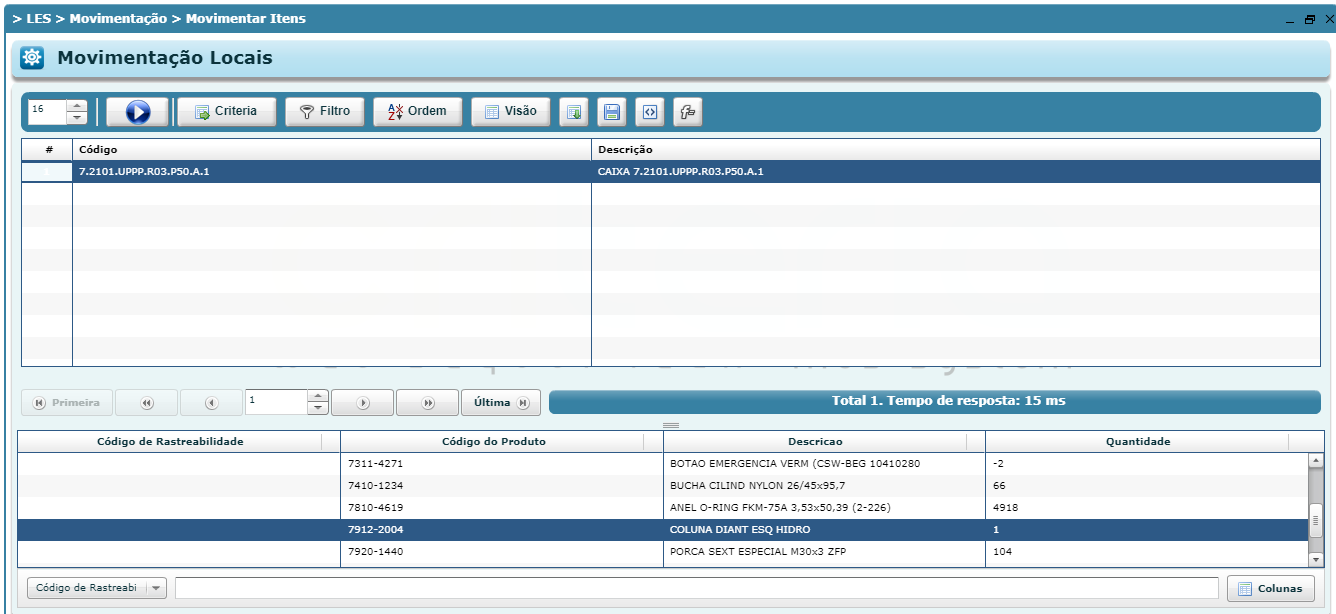 > LES > Movimentação > Movimentar Itens
Movimentação Locais
16 Criteria Filtro Ordem Visão
# Código Descrição
7.2101.UPPP.R03.P50.A.1 CAIXA 7.2101.UPPP.R03.P50.A.1
Primeira 1 Última Total 1. Tempo de resposta: 15 ms
Código de Rastreabilidade Código do Produto Descricao Quantidade
7311-4271 BOTAO EMERGENCIA VERM (CSW-BEG 10410280 -2
7410-1234 BUCHA CILIND NYLON 26/45x95,7 66
7810-4619 ANEL O-RING FKM-75A 3,53x50,39 (2-226) 4918
7912-2004 COLUNA DIANT ESQ HIDRO 1
7920-1440 PORCA SEXT ESPECIAL M30x3 ZFP 104
Código de Rastreabi Colunas